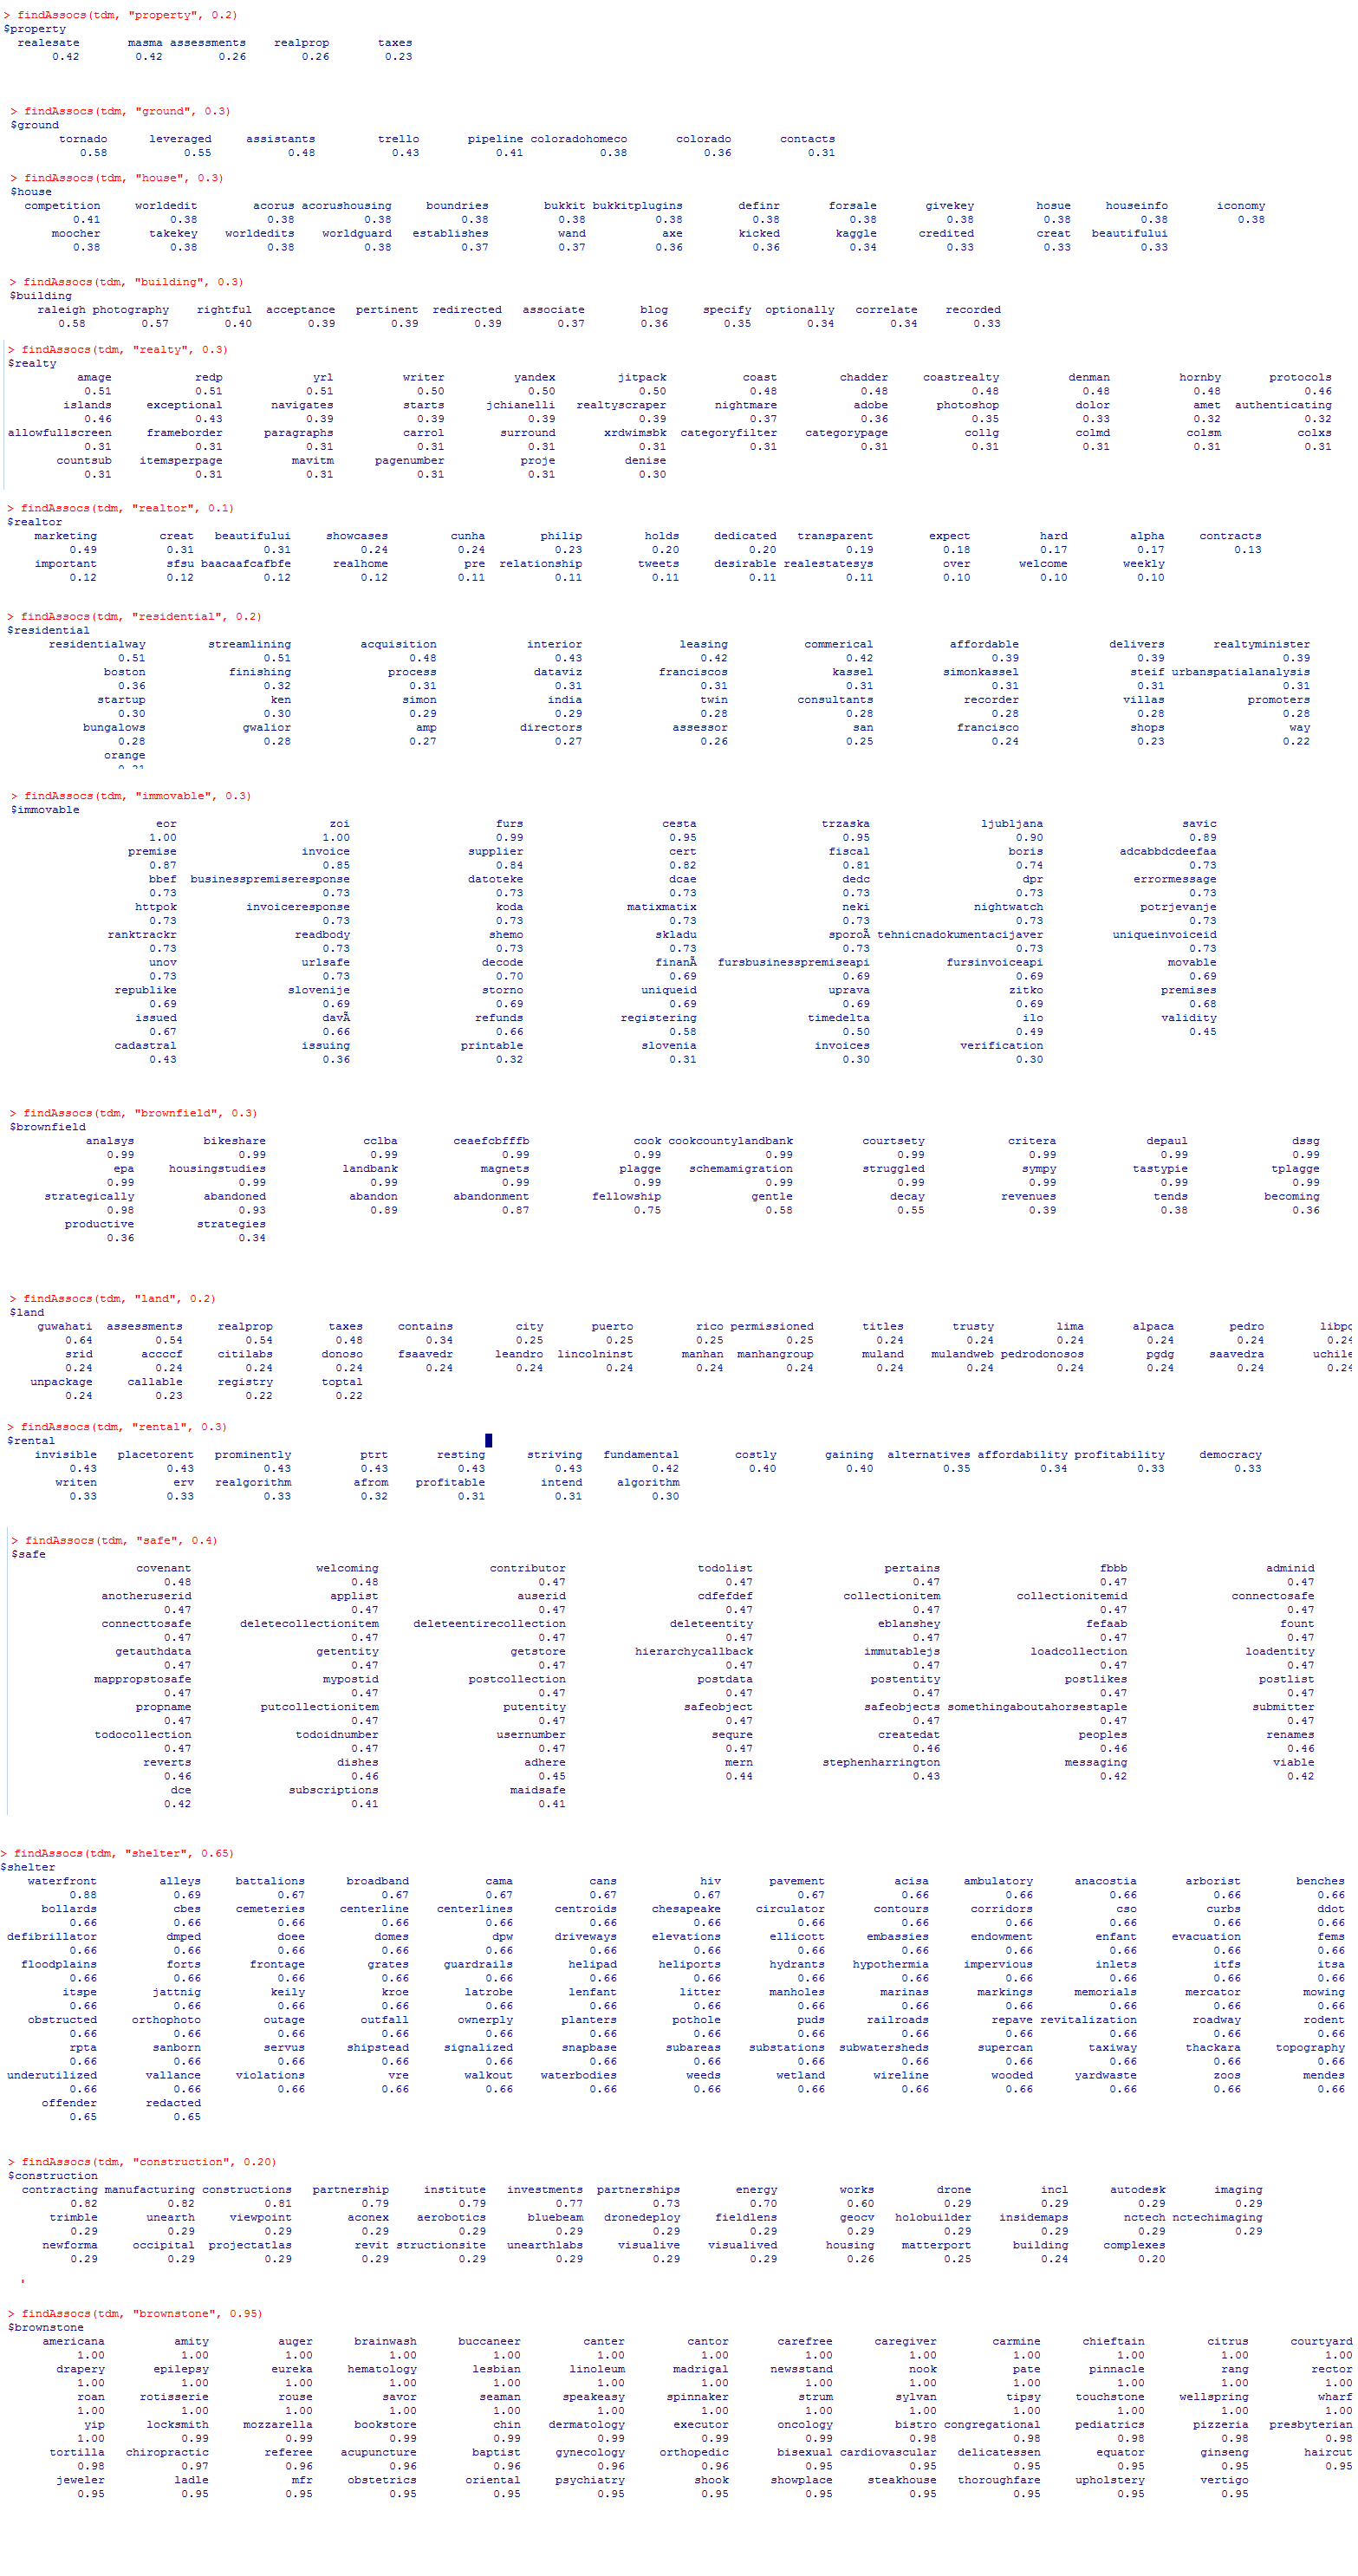 > findAssocs(tdm, "property", 0.2)
$property
realesate masma assessments realprop taxes
0.42 0.42 0.26 0.26 0.23
> findAssocs(tdm, "ground", 0.3)
$ground
tornado leveraged assistants trello pipeline coloradohomeco colorado contacts
0.58 0.55 0.48 0.43 0.41 0.38 0.36 0.31
> findAssocs(tdm, "house", 0.3)
$house
competition worldedit acorus acorushousing boundries bukkit bukkitplugins definr forsale givekey hosue houseinfo iconomy
0.41 0.38 0.38 0.38 0.38 0.38 0.38 0.38 0.38 0.38 0.38 0.38 0.38
moocher takekey worldedits worldguard establishes wand axe kicked kaggle credited creat beautifului
0.38 0.38 0.38 0.38 0.37 0.37 0.36 0.36 0.34 0.33 0.33 0.33
> findAssocs(tdm, "building", 0.3)
$building
raleigh photography rightful acceptance pertinent redirected associate blog specify optionally correlate recorded
0.58 0.57 0.40 0.39 0.39 0.39 0.37 0.36 0.35 0.34 0.34 0.33
> findAssocs(tdm, "realty", 0.3)
$realty
amage redp yrl writer yandex jitpack coast chadder coastrealty denman hornby protocols
0.51 0.51 0.51 0.50 0.50 0.50 0.48 0.48 0.48 0.48 0.48 0.46
islands exceptional navigates starts jchianelli realtyscraper nightmare adobe photoshop dolor amet authenticating
0.46 0.43 0.39 0.39 0.39 0.39 0.37 0.36 0.35 0.33 0.32 0.32
allowfullscreen frameborder paragraphs carrol surround xrdwimsbk categoryfilter categorypage collg colmd colsm colxs
0.31 0.31 0.31 0.31 0.31 0.31 0.31 0.31 0.31 0.31 0.31 0.31
countsub itemsperpage mavitm pagenumber proje denise
0.31 0.31 0.31 0.31 0.31 0.30
> findAssocs(tdm, "realtor", 0.1)
$realtor
marketing creat beautifului showcases cunha philip holds dedicated transparent expect hard alpha contracts
0.49 0.31 0.31 0.24 0.24 0.23 0.20 0.20 0.19 0.18 0.17 0.17 0.13
important sfsu baacaafcafbfe realhome pre relationship tweets desirable realestatesys over welcome weekly
0.12 0.12 0.12 0.12 0.11 0.11 0.11 0.11 0.11 0.10 0.10 0.10
> findAssocs(tdm, "residential", 0.2)
$residential
residentialway streamlining acquisition interior leasing commerical affordable delivers realtyminister
0.51 0.51 0.48 0.43 0.42 0.42 0.39 0.39 0.39
boston finishing process dataviz franciscos kassel simonkassel steif urbanspatialanalysis
0.36 0.32 0.31 0.31 0.31 0.31 0.31 0.31 0.31
startup ken simon india twin consultants recorder villas promoters
0.30 0.30 0.29 0.29 0.28 0.28 0.28 0.28 0.28
bungalows gwalior amp directors assessor san francisco shops way
0.28 0.28 0.27 0.27 0.26 0.25 0.24 0.23 0.22
orange
> findAssocs(tdm, "immovable", 0.3)
$immovable
eor zoi furs cesta trzaska ljubljana savic
1.00 1.00 0.99 0.95 0.95 0.90 0.89
premise invoice supplier cert fiscal boris adcabbdcdeefaa
0.87 0.85 0.84 0.82 0.81 0.74 0.73
bbef businesspremiseresponse datoteke dcae dedc dpr errormessage
0.73 0.73 0.73 0.73 0.73 0.73 0.73
httpok invoiceresponse koda matixmatix neki nightwatch potrjevanje
0.73 0.73 0.73 0.73 0.73 0.73 0.73
ranktrackr readbody shemo skladu sporoÃ tehnicnadokumentacijaver uniqueinvoiceid
0.73 0.73 0.73 0.73 0.73 0.73 0.73
unov urlsafe decode finanÃ fursbusinesspremiseapi fursinvoiceapi movable
0.73 0.73 0.70 0.69 0.69 0.69 0.69
republike slovenije storno uniqueid uprava zitko premises
0.69 0.69 0.69 0.69 0.69 0.69 0.68
issued davÃ refunds registering timedelta ilo validity
0.67 0.66 0.66 0.58 0.50 0.49 0.45
cadastral issuing printable slovenia invoices verification
0.43 0.36 0.32 0.31 0.30 0.30
> findAssocs(tdm, "brownfield", 0.3)
$brownfield
analsys bikeshare cclba ceaefcbfffb cook cookcountylandbank courtsety critera depaul dssg
0.99 0.99 0.99 0.99 0.99 0.99 0.99 0.99 0.99 0.99
epa housingstudies landbank magnets plagge schemamigration struggled sympy tastypie tplagge
0.99 0.99 0.99 0.99 0.99 0.99 0.99 0.99 0.99 0.99
strategically abandoned abandon abandonment fellowship gentle decay revenues tends becoming
0.98 0.93 0.89 0.87 0.75 0.58 0.55 0.39 0.38 0.36
productive strategies
0.36 0.34
> findAssocs(tdm, "land", 0.2)
$land
guwahati assessments realprop taxes contains city puerto rico permissioned titles trusty lima alpaca pedro libpq
0.64 0.54 0.54 0.48 0.34 0.25 0.25 0.25 0.25 0.24 0.24 0.24 0.24 0.24 0.24
srid accccf citilabs donoso fsaavedr leandro lincolninst manhan manhangroup muland mulandweb pedrodonosos pgdg saavedra uchile
0.24 0.24 0.24 0.24 0.24 0.24 0.24 0.24 0.24 0.24 0.24 0.24 0.24 0.24 0.24
unpackage callable registry toptal
0.24 0.23 0.22 0.22
> findAssocs(tdm, "rental", 0.3)
$rental
invisible placetorent prominently ptrt resting striving fundamental costly gaining alternatives affordability profitability democracy
0.43 0.43 0.43 0.43 0.43 0.43 0.42 0.40 0.40 0.35 0.34 0.33 0.33
writen erv realgorithm afrom profitable intend algorithm
0.33 0.33 0.33 0.32 0.31 0.31 0.30
> findAssocs(tdm, "safe", 0.4)
$safe
covenant welcoming contributor todolist pertains fbbb adminid
0.48 0.48 0.47 0.47 0.47 0.47 0.47
anotheruserid applist auserid cdfefdef collectionitem collectionitemid connectosafe
0.47 0.47 0.47 0.47 0.47 0.47 0.47
connecttosafe deletecollectionitem deleteentirecollection deleteentity eblanshey fefaab fount
0.47 0.47 0.47 0.47 0.47 0.47 0.47
getauthdata getentity getstore hierarchycallback immutablejs loadcollection loadentity
0.47 0.47 0.47 0.47 0.47 0.47 0.47
mappropstosafe mypostid postcollection postdata postentity postlikes postlist
0.47 0.47 0.47 0.47 0.47 0.47 0.47
propname putcollectionitem putentity safeobject safeobjects somethingaboutahorsestaple submitter
0.47 0.47 0.47 0.47 0.47 0.47 0.47
todocollection todoidnumber usernumber sequre createdat peoples renames
0.47 0.47 0.47 0.47 0.46 0.46 0.46
reverts dishes adhere mern stephenharrington messaging viable
0.46 0.46 0.45 0.44 0.43 0.42 0.42
dce subscriptions maidsafe
0.42 0.41 0.41
> findAssocs(tdm, "shelter", 0.65)
$shelter
waterfront alleys battalions broadband cama cans hiv pavement acisa ambulatory anacostia arborist benches
0.88 0.69 0.67 0.67 0.67 0.67 0.67 0.67 0.66 0.66 0.66 0.66 0.66
bollards cbes cemeteries centerline centerlines centroids chesapeake circulator contours corridors cso curbs ddot
0.66 0.66 0.66 0.66 0.66 0.66 0.66 0.66 0.66 0.66 0.66 0.66 0.66
defibrillator dmped doee domes dpw driveways elevations ellicott embassies endowment enfant evacuation fems
0.66 0.66 0.66 0.66 0.66 0.66 0.66 0.66 0.66 0.66 0.66 0.66 0.66
floodplains forts frontage grates guardrails helipad heliports hydrants hypothermia impervious inlets itfs itsa
0.66 0.66 0.66 0.66 0.66 0.66 0.66 0.66 0.66 0.66 0.66 0.66 0.66
itspe jattnig keily kroe latrobe lenfant litter manholes marinas markings memorials mercator mowing
0.66 0.66 0.66 0.66 0.66 0.66 0.66 0.66 0.66 0.66 0.66 0.66 0.66
obstructed orthophoto outage outfall ownerply planters pothole puds railroads repave revitalization roadway rodent
0.66 0.66 0.66 0.66 0.66 0.66 0.66 0.66 0.66 0.66 0.66 0.66 0.66
rpta sanborn servus shipstead signalized snapbase subareas substations subwatersheds supercan taxiway thackara topography
0.66 0.66 0.66 0.66 0.66 0.66 0.66 0.66 0.66 0.66 0.66 0.66 0.66
underutilized vallance violations vre walkout waterbodies weeds wetland wireline wooded yardwaste zoos mendes
0.66 0.66 0.66 0.66 0.66 0.66 0.66 0.66 0.66 0.66 0.66 0.66 0.66
offender redacted
0.65 0.65
> findAssocs(tdm, "construction", 0.20)
$construction
contracting manufacturing constructions partnership institute investments partnerships energy works drone incl autodesk imaging
0.82 0.82 0.81 0.79 0.79 0.77 0.73 0.70 0.60 0.29 0.29 0.29 0.29
trimble unearth viewpoint aconex aerobotics bluebeam dronedeploy fieldlens geocv holobuilder insidemaps nctech nctechimaging
0.29 0.29 0.29 0.29 0.29 0.29 0.29 0.29 0.29 0.29 0.29 0.29 0.29
newforma occipital projectatlas revit structionsite unearthlabs visualive visualived housing matterport building complexes
0.29 0.29 0.29 0.29 0.29 0.29 0.29 0.29 0.26 0.25 0.24 0.20
> findAssocs(tdm, "brownstone", 0.95)
$brownstone
americana amity auger brainwash buccaneer canter cantor carefree caregiver carmine chieftain citrus courtyard
1.00 1.00 1.00 1.00 1.00 1.00 1.00 1.00 1.00 1.00 1.00 1.00 1.00
drapery epilepsy eureka hematology lesbian linoleum madrigal newsstand nook pate pinnacle rang rector
1.00 1.00 1.00 1.00 1.00 1.00 1.00 1.00 1.00 1.00 1.00 1.00 1.00
roan rotisserie rouse savor seaman speakeasy spinnaker strum sylvan tipsy touchstone wellspring wharf
1.00 1.00 1.00 1.00 1.00 1.00 1.00 1.00 1.00 1.00 1.00 1.00 1.00
yip locksmith mozzarella bookstore chin dermatology executor oncology bistro congregational pediatrics pizzeria presbyterian
1.00 0.99 0.99 0.99 0.99 0.99 0.99 0.99 0.98 0.98 0.98 0.98 0.98
tortilla chiropractic referee acupuncture baptist gynecology orthopedic bisexual cardiovascular delicatessen equator ginseng haircut
0.98 0.97 0.96 0.96 0.96 0.96 0.96 0.95 0.95 0.95 0.95 0.95 0.95
jeweler ladle mfr obstetrics oriental psychiatry shook showplace steakhouse thoroughfare upholstery vertigo
0.95 0.95 0.95 0.95 0.95 0.95 0.95 0.95 0.95 0.95 0.95 0.95